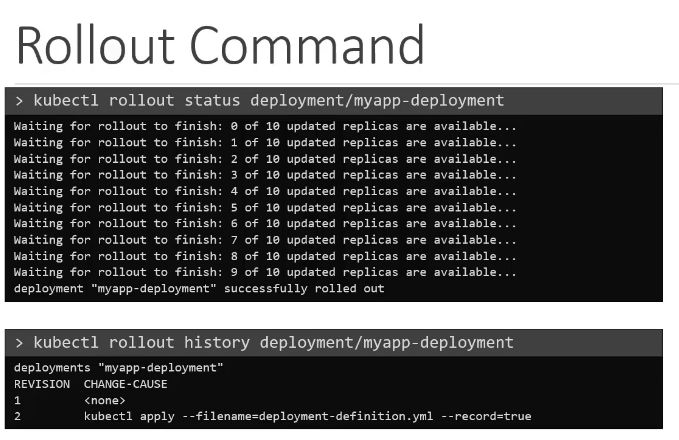 Rollout Command
> kubectl rollout status deployment/myapp-deployment
Waiting for rollout to finish: 0 of 10 updated replicas are available...
Waiting for rollout to finish: 1 of 10 updated replicas are available...
Waiting for rollout to finish: 2 of 10 updated replicas are available...
Waiting for rollout to finish: 3 of 10 updated replicas are available...
Waiting for rollout to finish: 4 of 10 updated replicas are available...
Waiting for rollout to finish: 5 of 10 updated replicas are available...
Waiting for rollout to finish: 6 of 10 updated replicas are available...
Waiting for rollout to finish: 7 of 10 updated replicas are available...
Waiting for rollout to finish: 8 of 10 updated replicas are available...
Waiting for rollout to finish: 9 of 10 updated replicas are available...
deployment "myapp-deployment" successfully rolled out
> kubectl rollout history deployment/myapp-deployment
deployments "myapp-deployment"
REVISION CHANGE-CAUSE
1 <none>
2 kubectl apply --filename=deployment-definition.yml --record=true